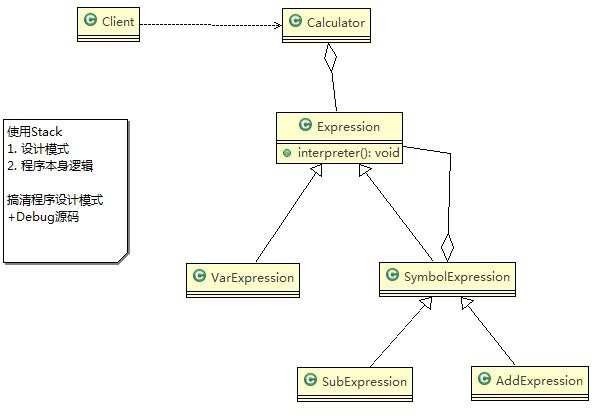 Client
Calculator
Expression
interpreter(): void
使用Stack
1. 设计模式
2. 程序本身逻辑
搞清程序设计模式
+Debug源码
VarExpression
SymbolExpression
SubExpression
AddExpression